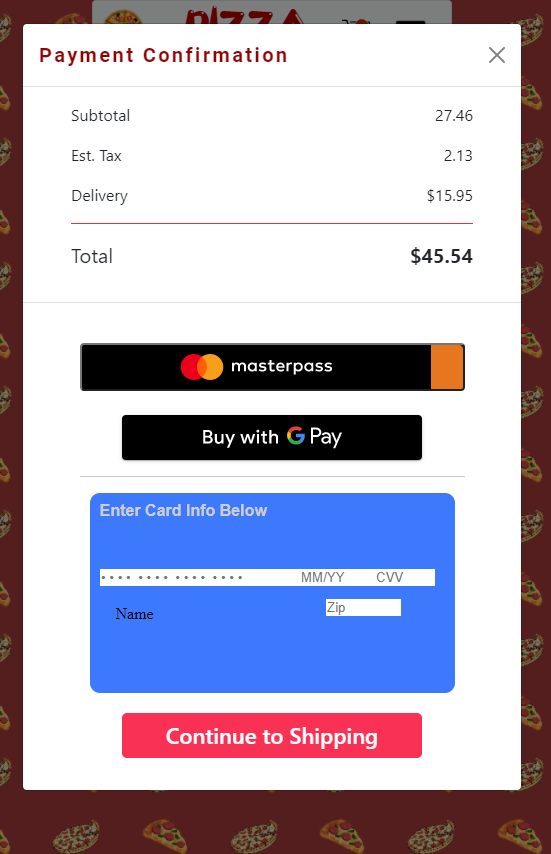 PIZZA
Payment Confirmation
Subtotal 27.46
Est. Tax 2.13
Delivery $15.95
Total $45.54
masterpass
Buy with G Pay
Enter Card Info Below
•••• •••• •••• •••• MM/YY CVV
Name Zip
Continue to Shipping